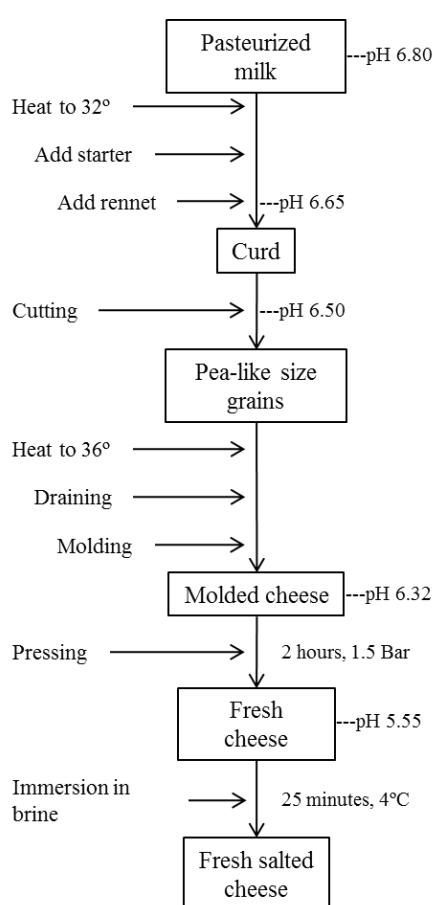 Pasteurized
milk
---pH 6.80
Heat to 32º
Add starter
Add rennet
---pH 6.65
Curd
Cutting
---pH 6.50
Pea-like size
grains
Heat to 36º
Draining
Molding
Molded cheese
---pH 6.32
Pressing
2 hours, 1.5 Bar
Fresh
cheese
---pH 5.55
Immersion in
brine
25 minutes, 4ºC
Fresh salted
cheese